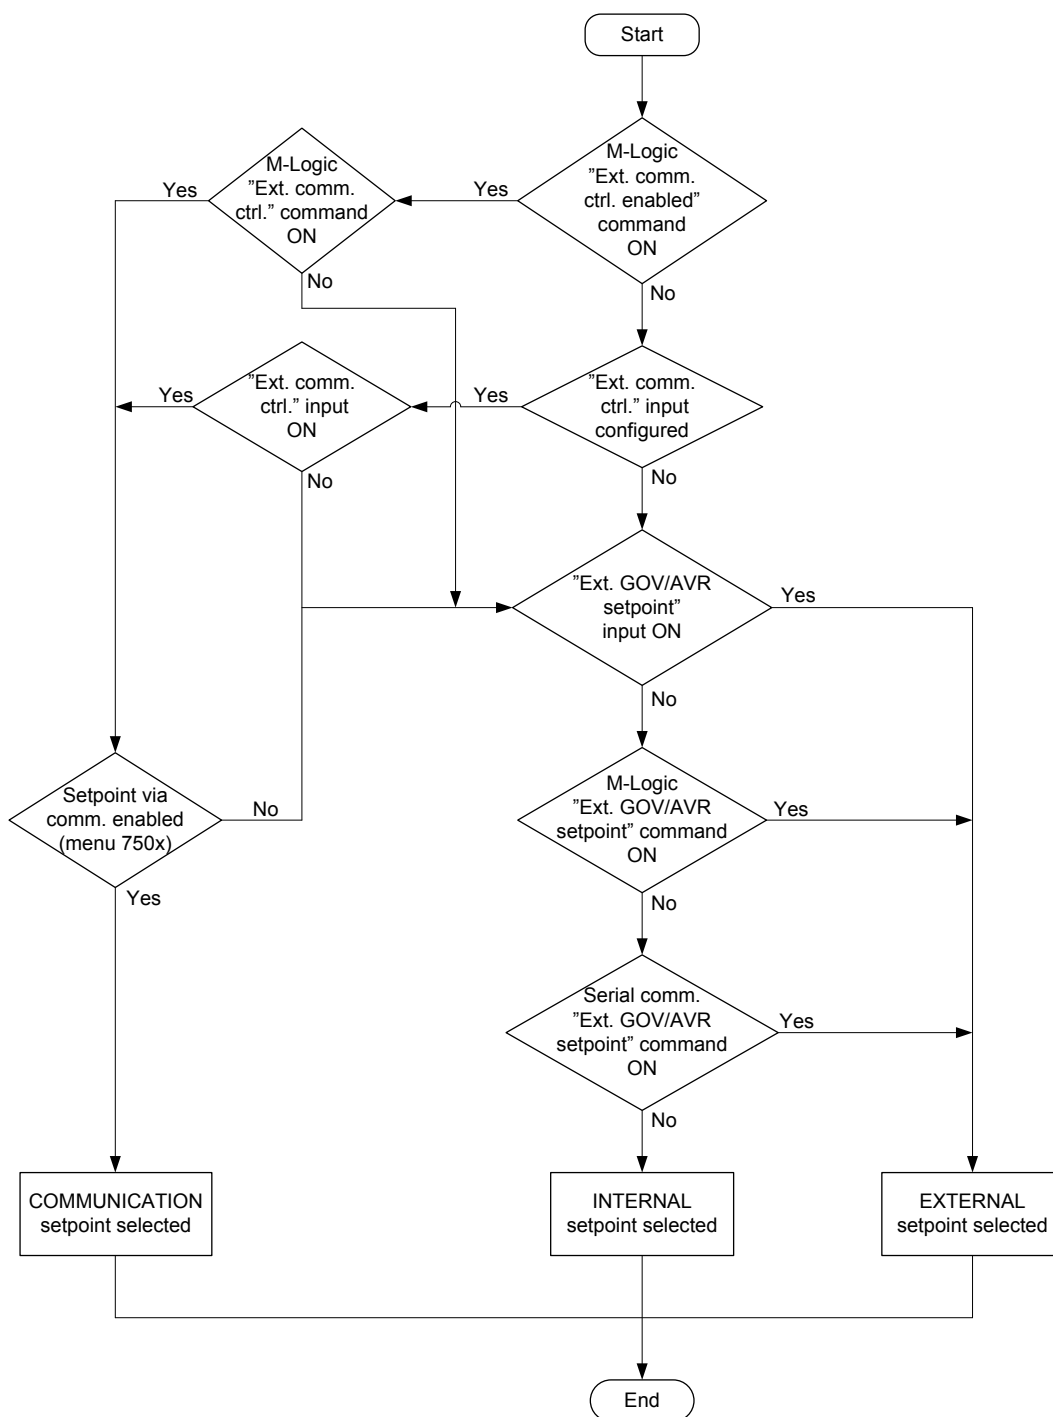 Start
M-Logic
”Ext. comm.
ctrl. enabled”
command
ON
Yes
No
M-Logic
”Ext. comm.
ctrl.” command
ON
Yes
No
”Ext. comm.
ctrl.” input
configured
Yes
No
”Ext. comm.
ctrl.” input
ON
Yes
No
”Ext. GOV/AVR
setpoint”
input ON
Yes
No
Setpoint via
comm. enabled
(menu 750x)
No
Yes
M-Logic
”Ext. GOV/AVR
setpoint” command
ON
Yes
No
Serial comm.
”Ext. GOV/AVR
setpoint” command
ON
Yes
No
COMMUNICATION
setpoint selected
INTERNAL
setpoint selected
EXTERNAL
setpoint selected
End